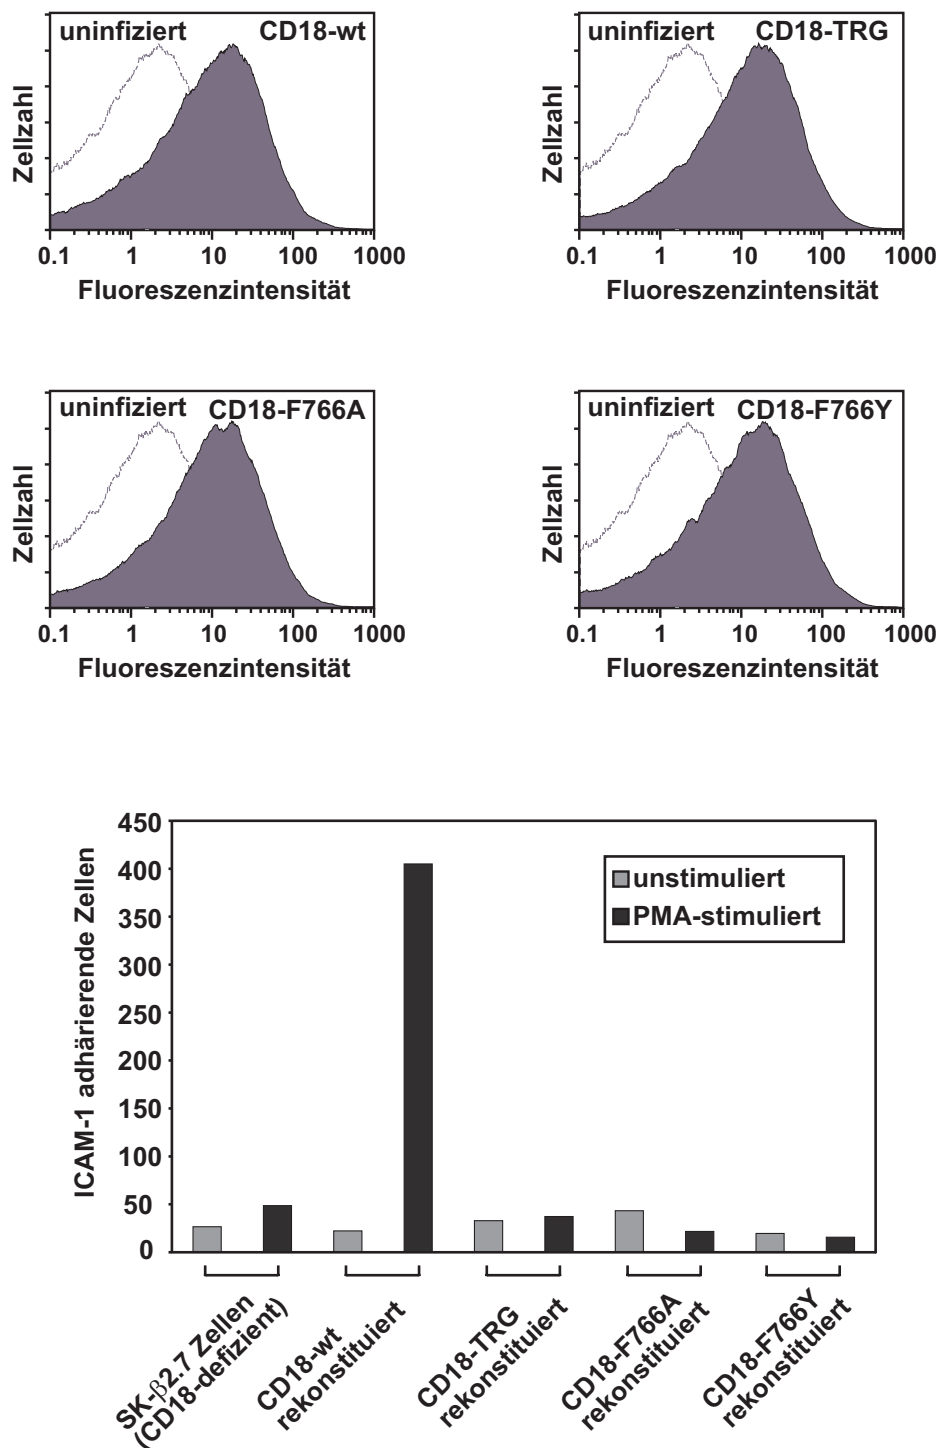 uninfiziert CD18-wt
Zellzahl
0.1 1 10 100 1000
Fluoreszenzintensität
uninfiziert CD18-TRG
Zellzahl
0.1 1 10 100 1000
Fluoreszenzintensität
uninfiziert CD18-F766A
Zellzahl
0.1 1 10 100 1000
Fluoreszenzintensität
uninfiziert CD18-F766Y
Zellzahl
0.1 1 10 100 1000
Fluoreszenzintensität
ICAM-1 adhärierende Zellen
450
400
350
300
250
200
150
100
50
0
unstimuliert
PMA-stimuliert
SK-β2.7 Zellen
(CD18-defizient)
CD18-wt
rekonstituiert
CD18-TRG
rekonstituiert
CD18-F766A
rekonstituiert
CD18-F766Y
rekonstituiert